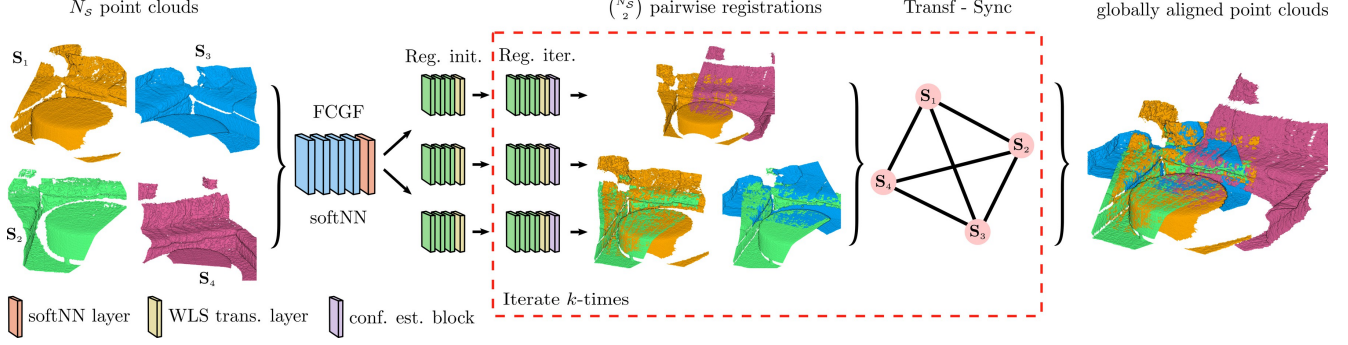 N_S point clouds
(N_S 2) pairwise registrations
Transf - Sync
globally aligned point clouds
S1
S3
S2
S4
FCGF
softNN
Reg. init.
Reg. iter.
S1
S2
S4
S3
Iterate k-times
softNN layer
WLS trans. layer
conf. est. block